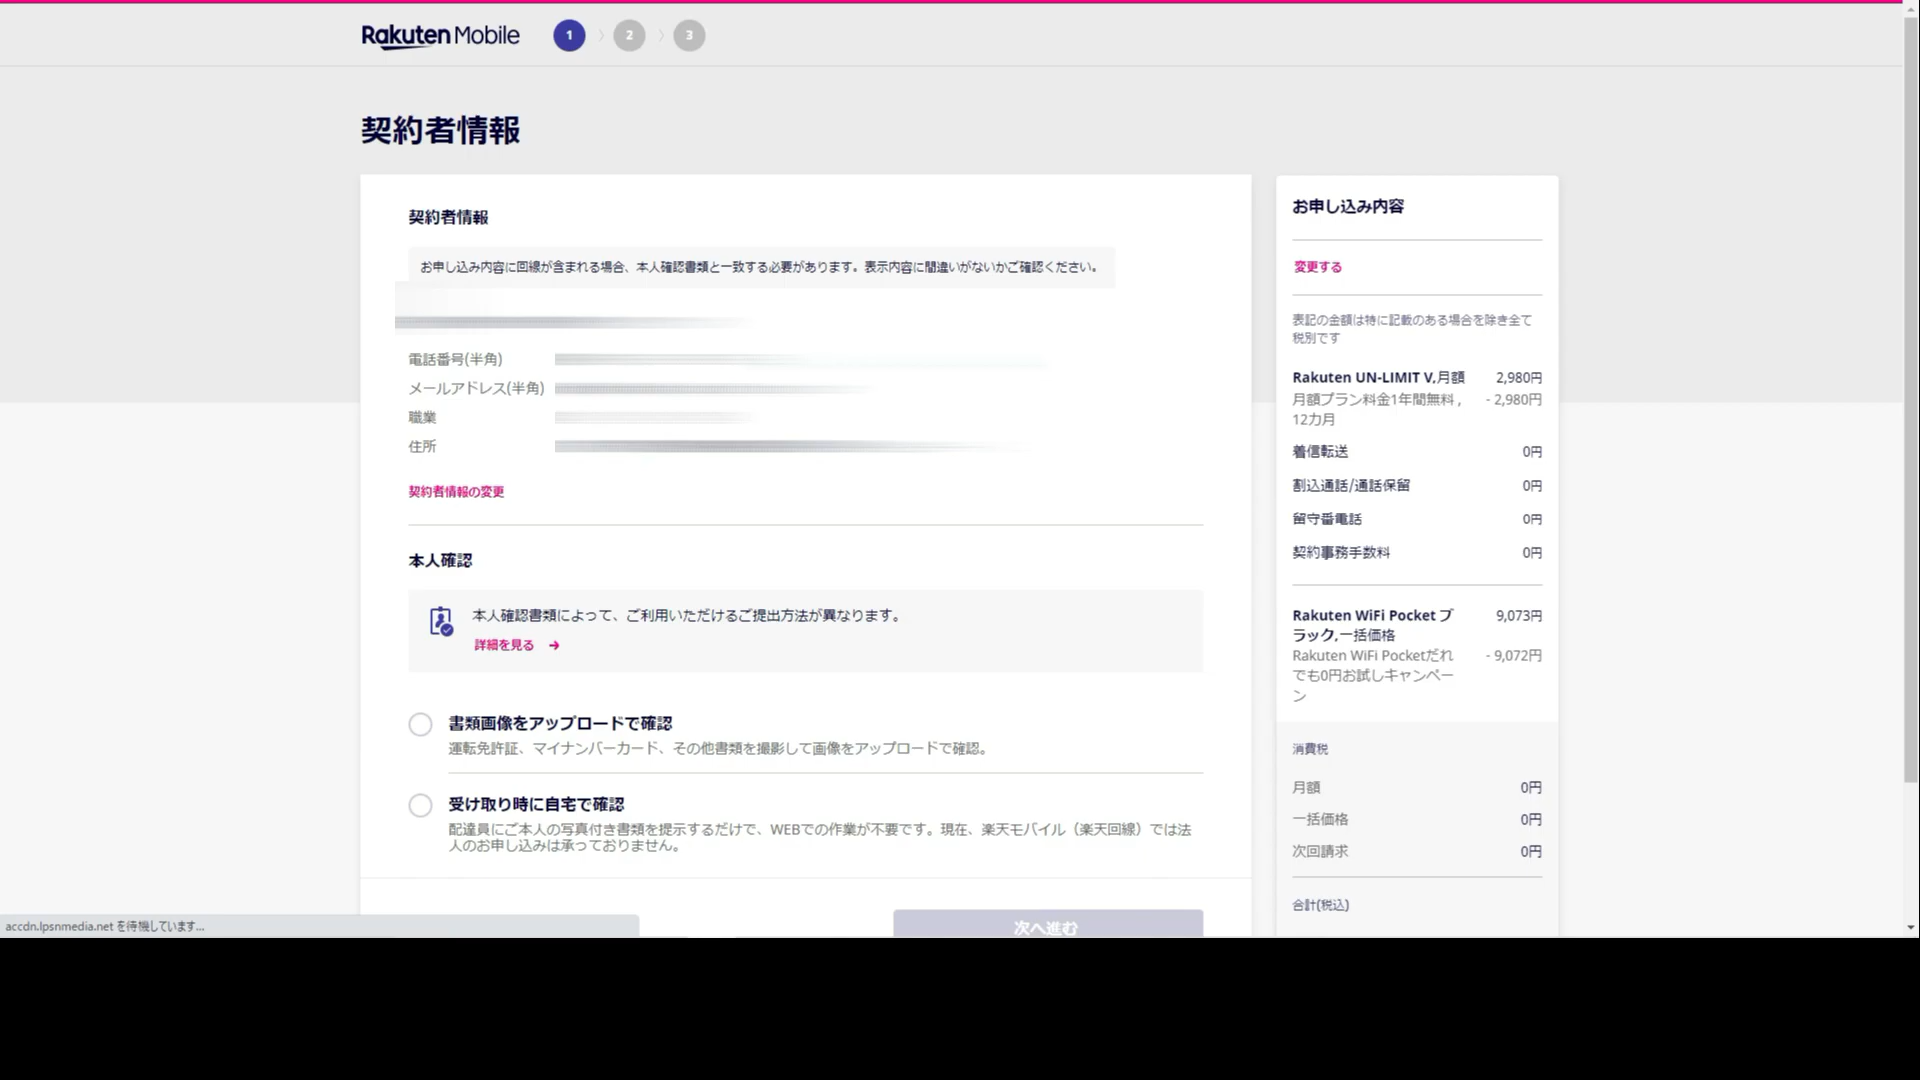 Rakuten Mobile 1 2 3
契約者情報
契約者情報
お申し込み内容に回線が含まれる場合、本人確認書類と一致する必要があります。表示内容に間違いがないかご確認ください。
電話番号(半角)
メールアドレス(半角)
職業
住所
契約者情報の変更
本人確認
本人確認書類によって、ご利用いただけるご提出方法が異なります。
詳細を見る →
書類画像をアップロードで確認
運転免許証、マイナンバーカード、その他書類を撮影して画像をアップロードで確認。
受け取り時に自宅で確認
配達員にご本人の写真付き書類を提示するだけで、WEBでの作業が不要です。現在、楽天モバイル（楽天回線）では法
人のお申し込みは承っておりません。
次へ進む
お申し込み内容
変更する
表記の金額は特に記載のある場合を除き全て
税別です
Rakuten UN-LIMIT V,月額 2,980円
月額プラン料金1年間無料, - 2,980円
12カ月
着信転送 0円
割込通話/通話保留 0円
留守番電話 0円
契約事務手数料 0円
Rakuten WiFi Pocket ブ 9,073円
ラック,一括価格
Rakuten WiFi Pocketだれ - 9,072円
でも0円お試しキャンペー
ン
消費税
月額 0円
一括価格 0円
次回請求 0円
合計(税込)
accdn.lpsnmedia.net を待機しています...